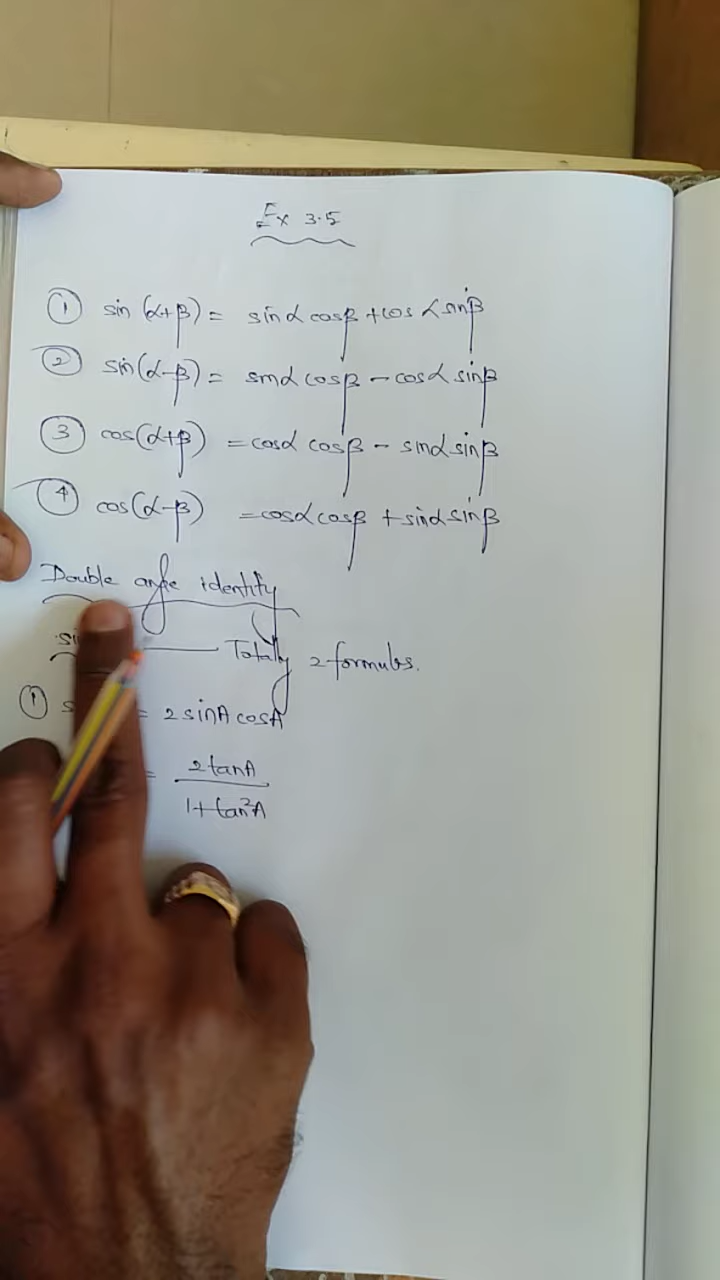 Ex 3.5
① sin(α+β) = sinα cosβ + cosα sinβ
② sin(α-β) = sinα cosβ - cosα sinβ
③ cos(α+β) = cosα cosβ - sinα sinβ
④ cos(α-β) = cosα cosβ + sinα sinβ
Double angle identity
Totally 2 formulas.
① = 2 sinA cosA
= 2tanA / 1+tan²A